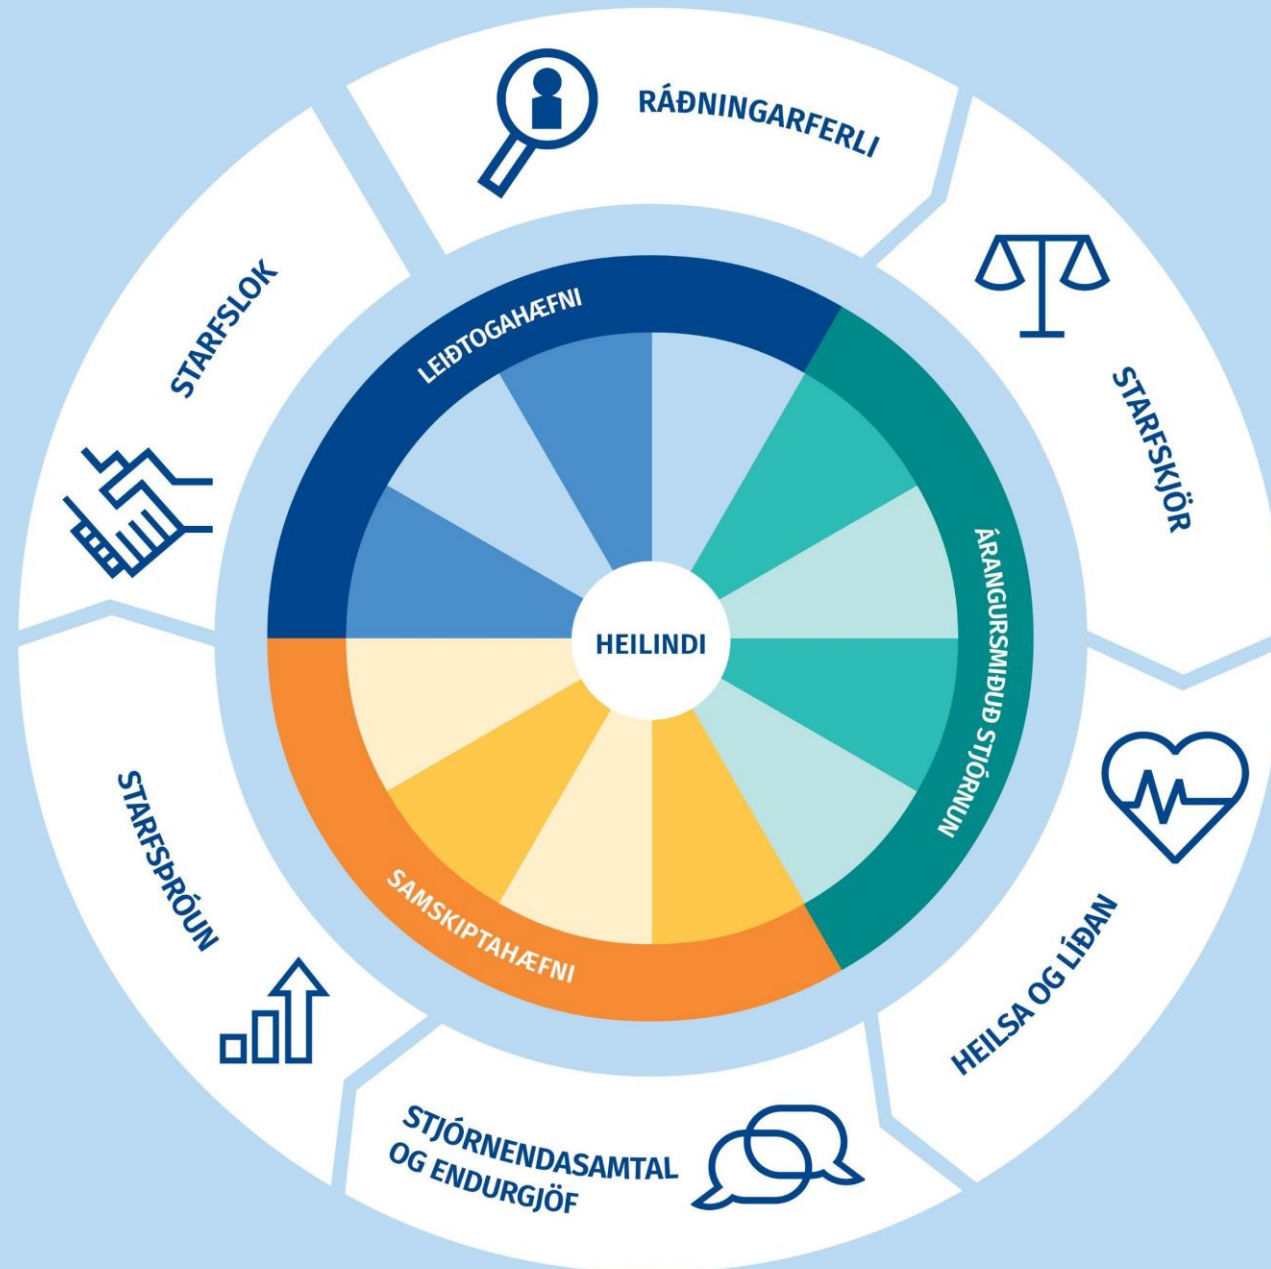 RÁÐNINGARFERLI
STARFSKJÖR
HEILSA OG LÍÐAN
STJÓRNENDASAMTAL
OG ENDURGJÖF
STARFSÞRÓUN
STARFSLOK
LEIÐTOGAHÆFNI
ÁRANGURSMIÐUÐ STJÓRNUN
SAMSKIPTAHÆFNI
HEILINDI